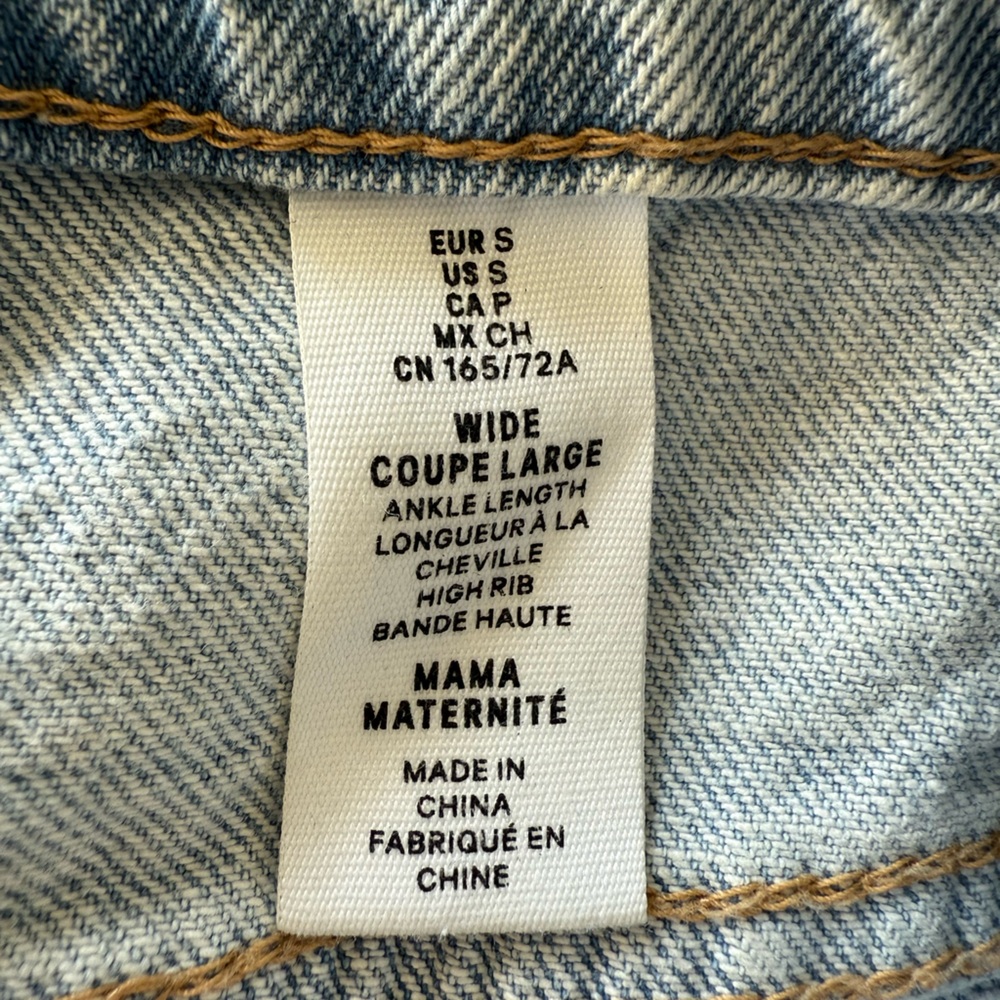 EUR S
US S
CA P
MX CH
CN 165/72A
WIDE
COUPE LARGE
ANKLE LENGTH
LONGUEUR À LA
CHEVILLE
HIGH RIB
BANDE HAUTE
MAMA
MATERNITÉ
MADE IN
CHINA
FABRIQUÉ EN
CHINE